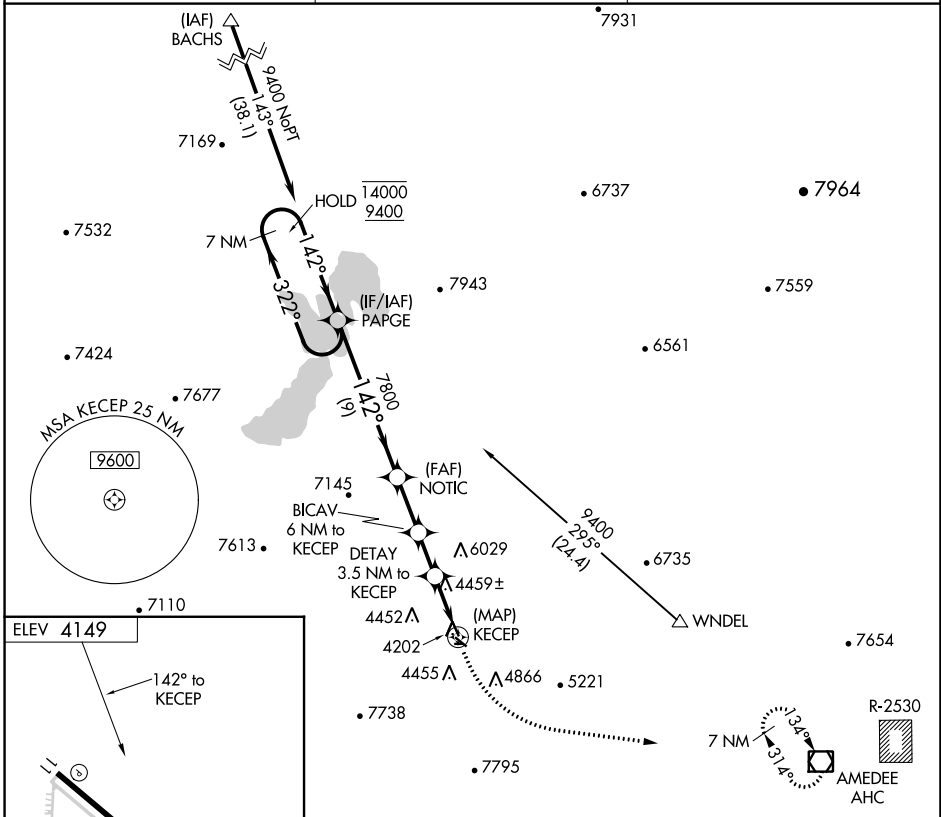 (IAF)
BACHS
7931
9400 NoPT
143°
(38.1)
7169
HOLD 14000
9400
6737
7964
7532
7 NM
142°
322°
(IF/IAF)
PAPGE
7943
7559
6561
7424
7677
7800
142°
(9)
MSA KECEP 25 NM
9600
(FAF)
NOTIC
7145
BICAV
6 NM to
KECEP
9400
295°
(24.4)
7613
6029
6735
DETAY
3.5 NM to
KECEP
4459±
7110
4452
(MAP)
KECEP
WNDEL
ELEV 4149
4202
7654
142° to
KECEP
4455
4866
5221
R-2530
7738
7 NM
134°
314°
7795
AMEDEE
AHC
P